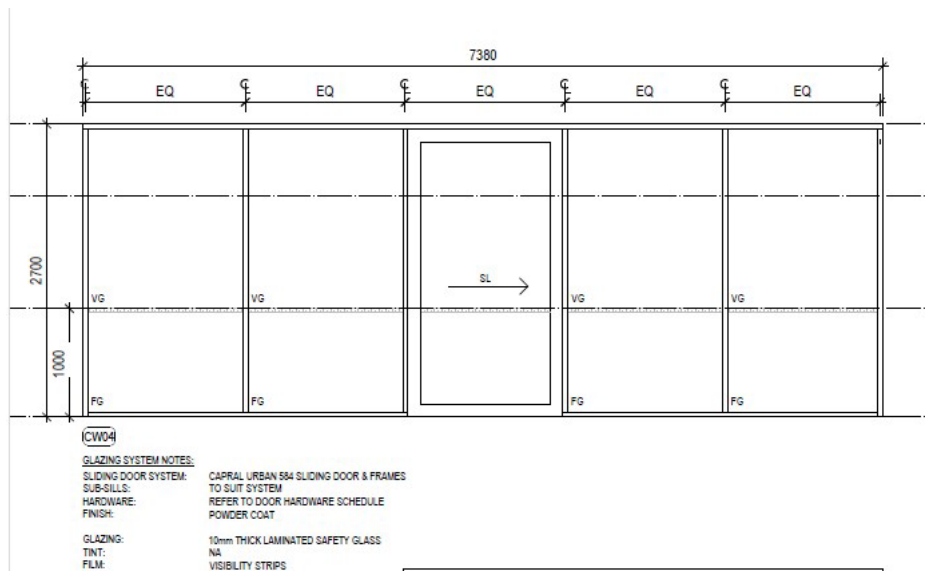 7380
℄ EQ ℄ EQ ℄ EQ ℄ EQ ℄ EQ
2700
SL
VG VG VG VG
1000
FG FG FG FG
CW04
GLAZING SYSTEM NOTES:
SLIDING DOOR SYSTEM: CAPRAL URBAN 584 SLIDING DOOR & FRAMES
SUB-SILLS: TO SUIT SYSTEM
HARDWARE: REFER TO DOOR HARDWARE SCHEDULE
FINISH: POWDER COAT
GLAZING: 10mm THICK LAMINATED SAFETY GLASS
TINT: NA
FILM: VISIBILITY STRIPS